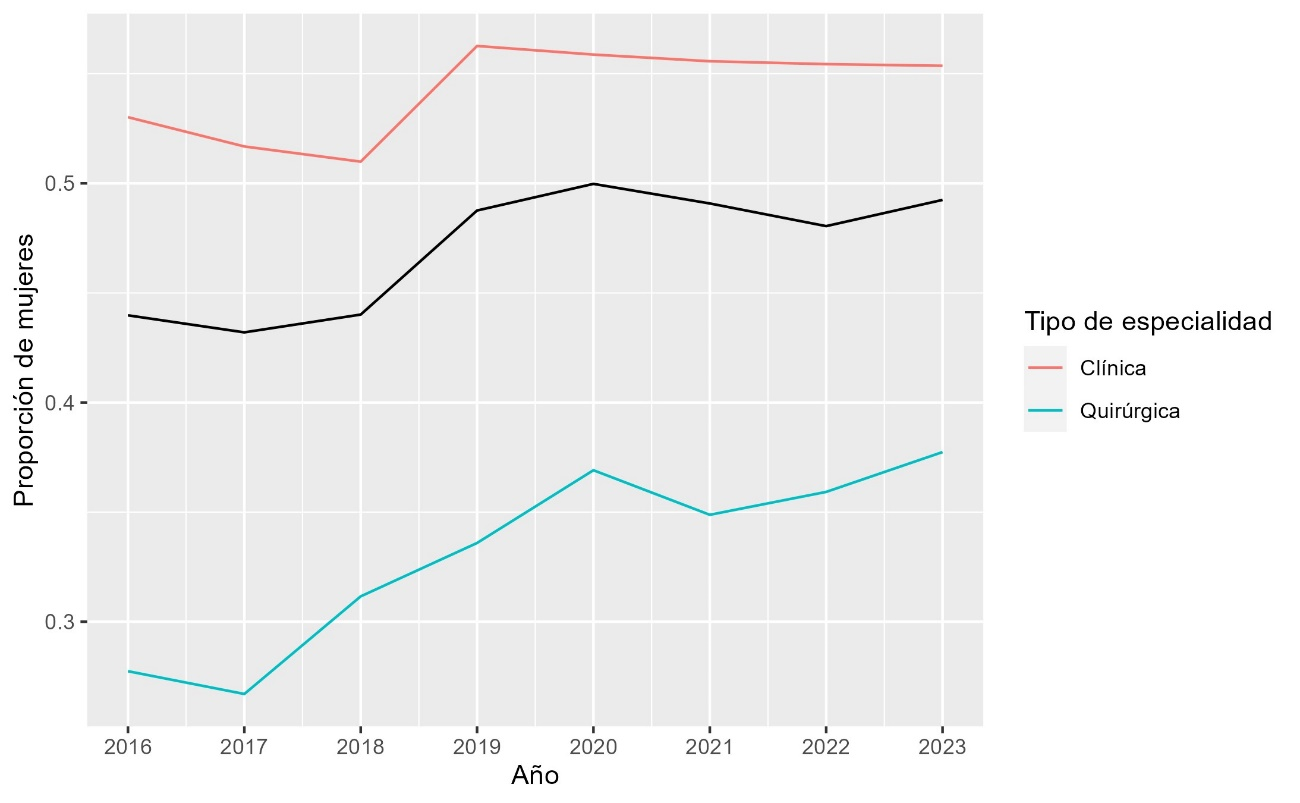 Proporción de mujeres
0.5
0.4
0.3
2016 2017 2018 2019 2020 2021 2022 2023
Año
Tipo de especialidad
Clínica
Quirúrgica